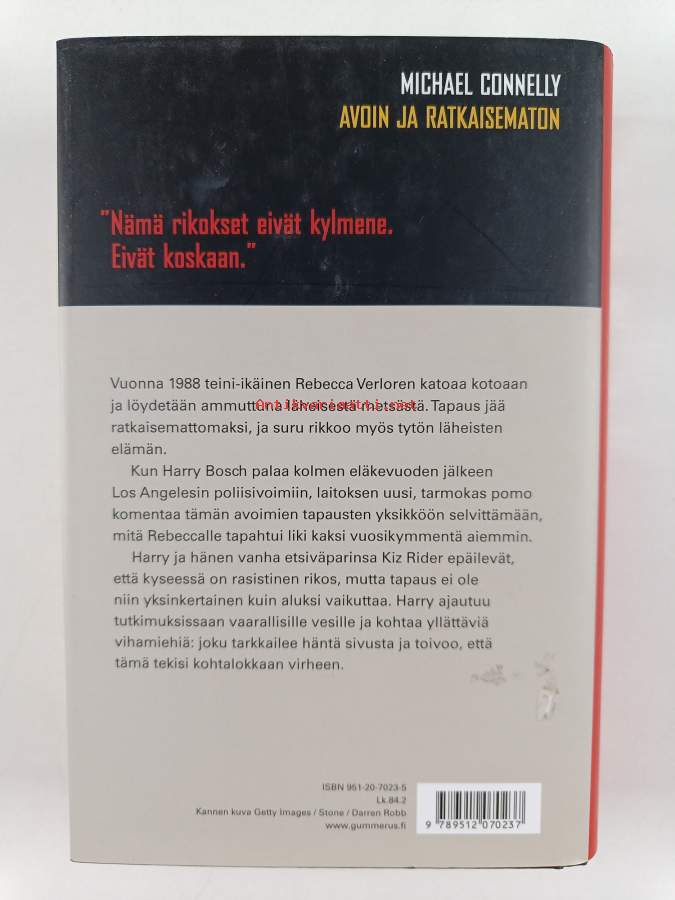 MICHAEL CONNELLY
AVOIN JA RATKAISEMATON
"Nämä rikokset eivät kylmene.
Eivät koskaan."
Vuonna 1988 teini-ikäinen Rebecca Verloren katoaa kotoaan
ja löydetään ammuttuna läheisestä metsästä. Tapaus jää
Antikvariaatti.net
ratkaisemattomaksi, ja suru rikkoo myös tytön läheisten
elämän.
Kun Harry Bosch palaa kolmen eläkevuoden jälkeen
Los Angelesin poliisivoimiin, laitoksen uusi, tarmokas pomo
komentaa tämän avoimien tapausten yksikköön selvittämään,
mitä Rebeccalle tapahtui liki kaksi vuosikymmentä aiemmin.
Harry ja hänen vanha etsiväparinsa Kiz Rider epäilevät,
että kyseessä on rasistinen rikos, mutta tapaus ei ole
niin yksinkertainen kuin aluksi vaikuttaa. Harry ajautuu
tutkimuksissaan vaarallisille vesille ja kohtaa yllättäviä
vihamiehiä: joku tarkkailee häntä sivusta ja toivoo, että
tämä tekisi kohtalokkaan virheen.
ISBN 951-20-7023-5
Lk.84.2
Kannen kuva Getty Images / Stone / Darren Robb
www.gummerus.fi
9 789512 070237